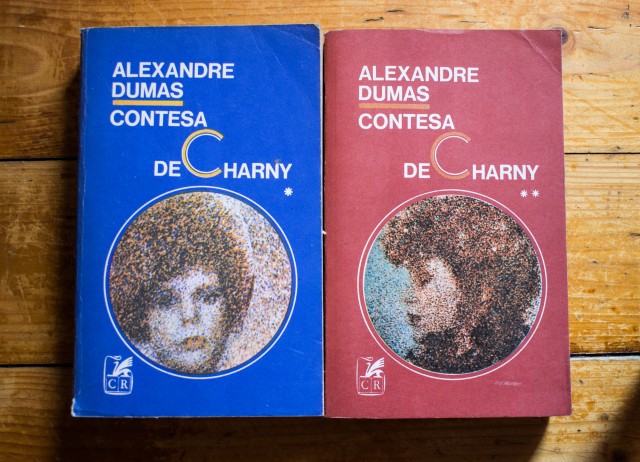 ALEXANDRE
DUMAS
CONTESA
DE CHARNY
*
CR
ALEXANDRE
DUMAS
CONTESA
DE CHARNY
**
CR